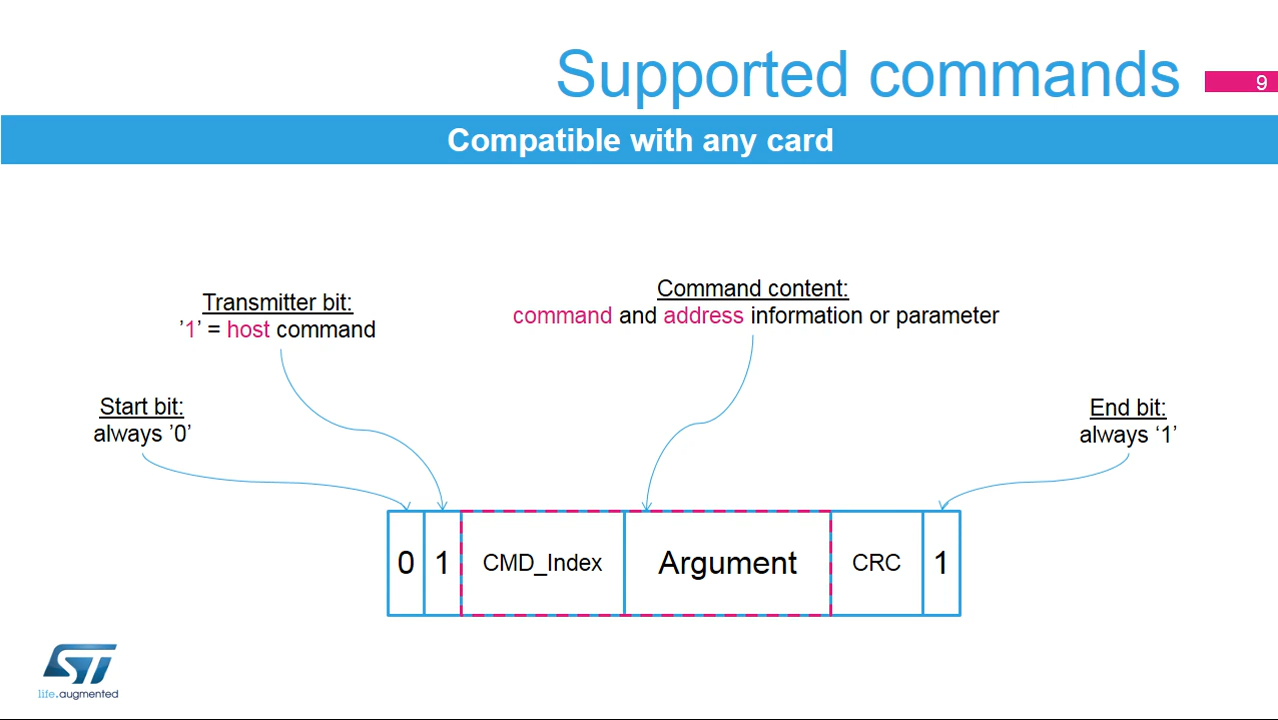 Supported commands
9
Compatible with any card
Transmitter bit:
’1’ = host command
Command content:
command and address information or parameter
Start bit:
always ’0’
End bit:
always ‘1’
0 1 CMD_Index Argument CRC 1
ST
life.augmented